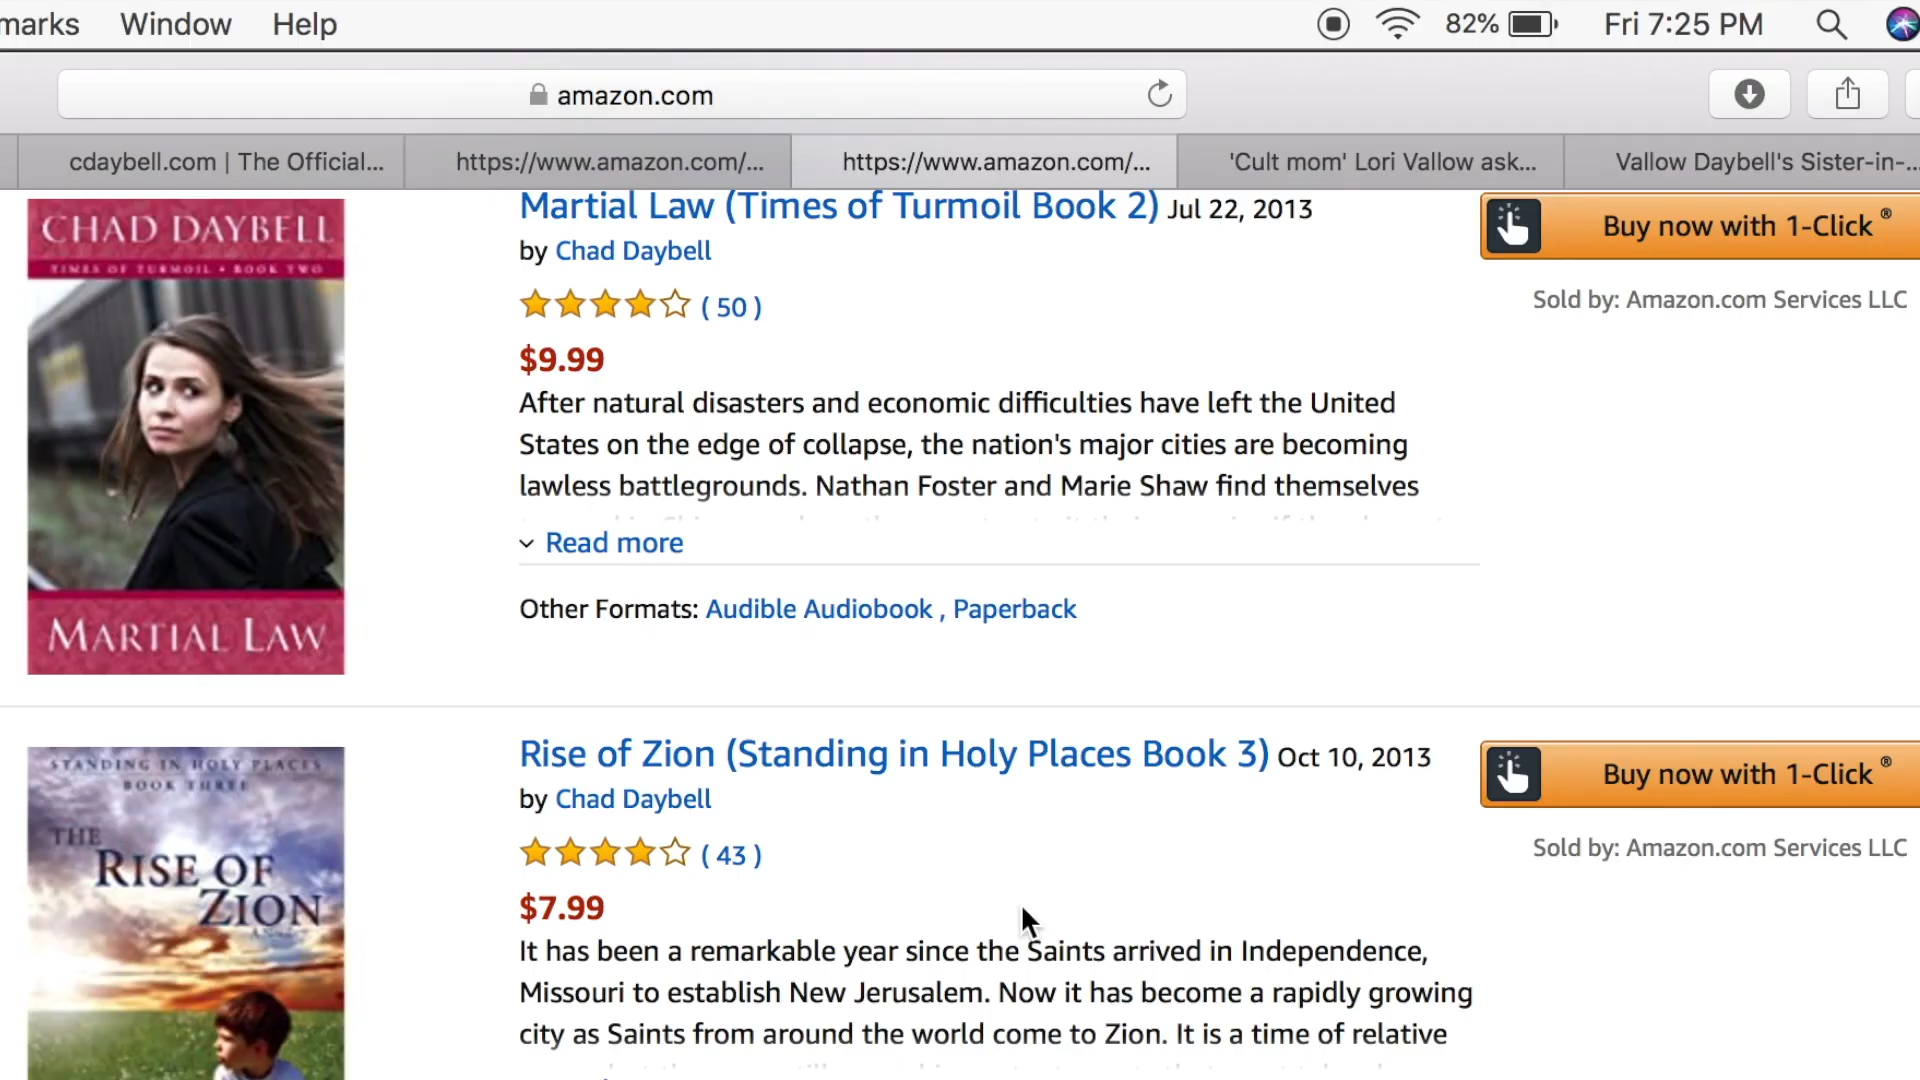 marks Window Help 82% Fri 7:25 PM
amazon.com
cdaybell.com | The Official... https://www.amazon.com/... https://www.amazon.com/... 'Cult mom' Lori Vallow ask... Vallow Daybell's Sister-in-...
CHAD DAYBELL
TIMES OF TURMOIL • BOOK TWO
MARTIAL LAW
Martial Law (Times of Turmoil Book 2) Jul 22, 2013
by Chad Daybell
( 50 )
$9.99
After natural disasters and economic difficulties have left the United
States on the edge of collapse, the nation's major cities are becoming
lawless battlegrounds. Nathan Foster and Marie Shaw find themselves
Read more
Other Formats: Audible Audiobook , Paperback
Buy now with 1-Click ®
Sold by: Amazon.com Services LLC
STANDING IN HOLY PLACES
BOOK THREE
THE
RISE OF
ZION
Rise of Zion (Standing in Holy Places Book 3) Oct 10, 2013
by Chad Daybell
( 43 )
$7.99
It has been a remarkable year since the Saints arrived in Independence,
Missouri to establish New Jerusalem. Now it has become a rapidly growing
city as Saints from around the world come to Zion. It is a time of relative
Buy now with 1-Click ®
Sold by: Amazon.com Services LLC